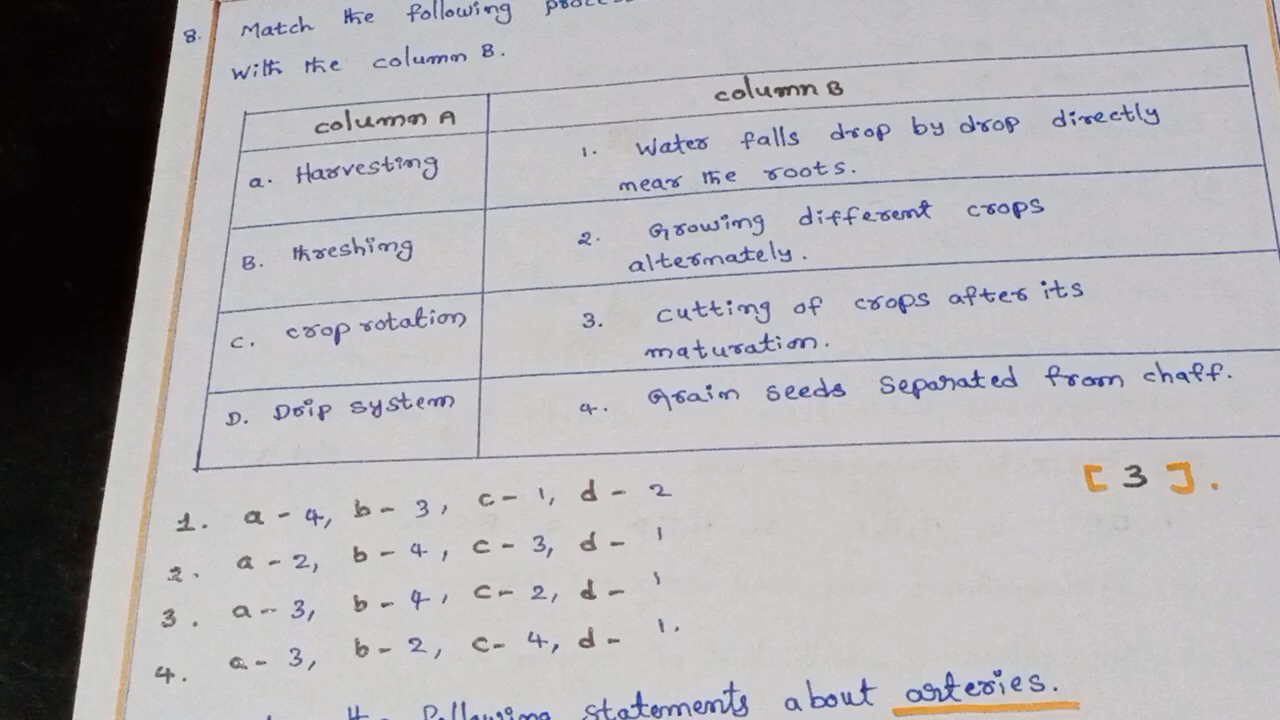 8. Match the following
With the column B.
column A column B
a. Harvesting 1. Water falls drop by drop directly
near the roots.
B. threshing 2. Growing different crops
alternately.
C. crop rotation 3. cutting of crops after its
maturation.
D. Drip system 4. Grain seeds separated from chaff.
[ 3 ].
1. a - 4, b - 3, c - 1, d - 2
2. a - 2, b - 4, c - 3, d - 1
3. a - 3, b - 4, c - 2, d - 1
4. a - 3, b - 2, c - 4, d - 1.
the following statements about arteries.